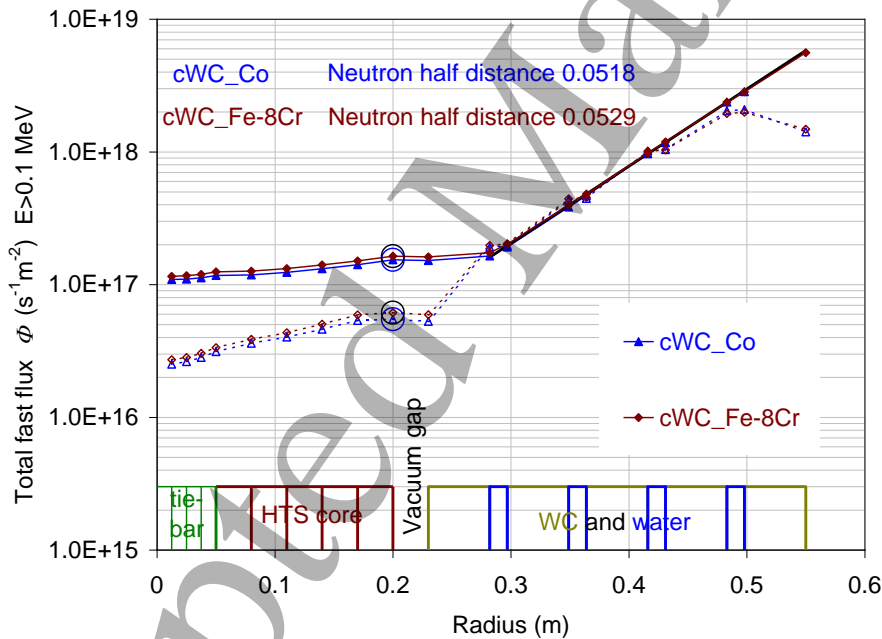 1.0E+19
cWC_Co Neutron half distance 0.0518
cWC_Fe-8Cr Neutron half distance 0.0529
1.0E+18
1.0E+17
1.0E+16
1.0E+15
Total fast flux Φ (s⁻¹m⁻²) E>0.1 MeV
cWC_Co
cWC_Fe-8Cr
Vacuum gap
tie-
bar
HTS core
WC and water
0 0.1 0.2 0.3 0.4 0.5 0.6
Radius (m)
pted Ma